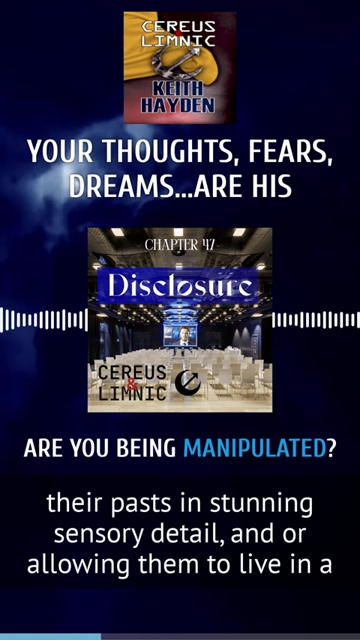 CEREUS
LIMNIC
KEITH
HAYDEN
YOUR THOUGHTS, FEARS,
DREAMS...ARE HIS
CHAPTER 47
Disclosure
CEREUS
&
LIMNIC
ARE YOU BEING MANIPULATED?
their pasts in stunning
sensory detail, and or
allowing them to live in a